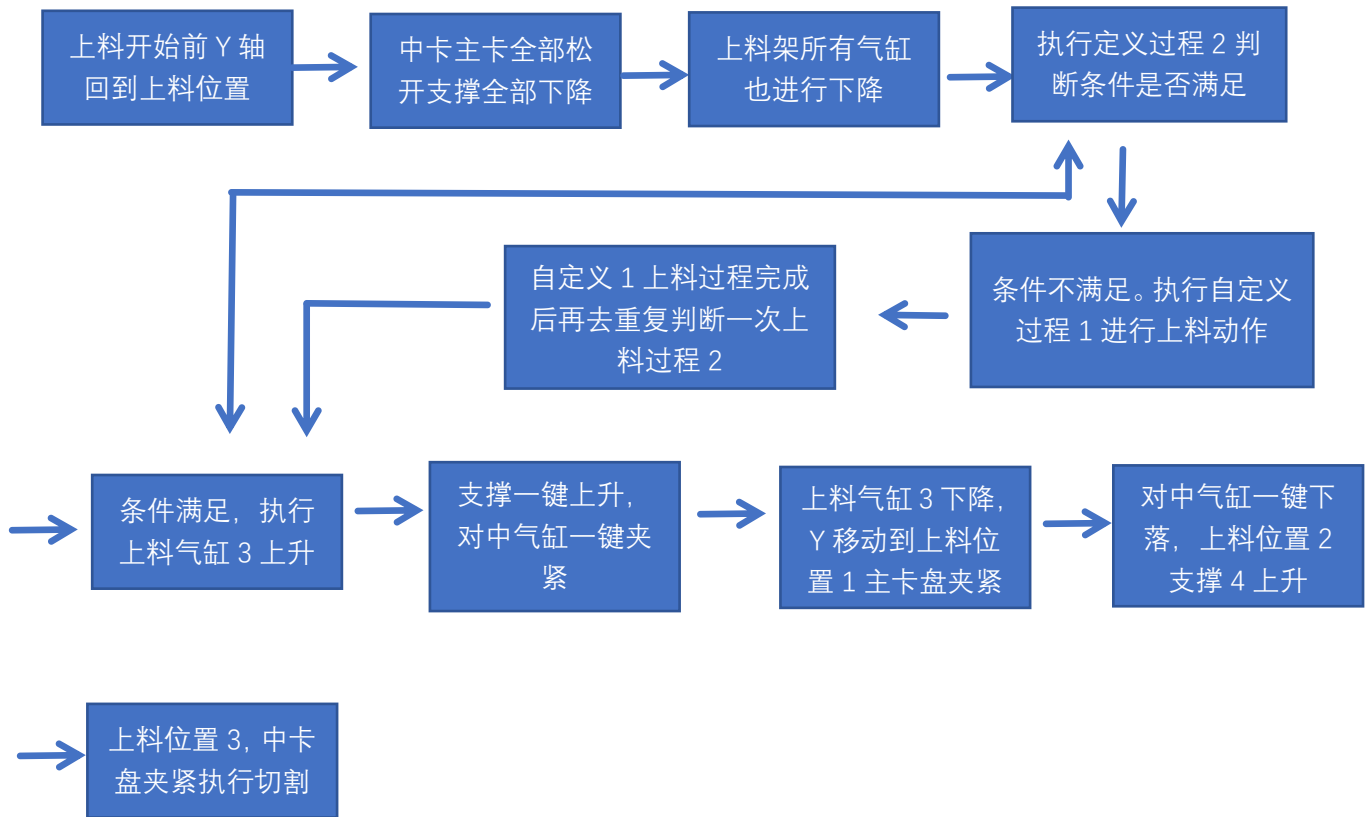 上料开始前 Y 轴
回到上料位置
中卡主卡全部松
开支撑全部下降
上料架所有气缸
也进行下降
执行定义过程 2 判
断条件是否满足
自定义 1 上料过程完成
后再去重复判断一次上
料过程 2
条件不满足。执行自定义
过程 1 进行上料动作
条件满足，执行
上料气缸 3 上升
支撑一键上升，
对中气缸一键夹
紧
上料气缸 3 下降，
Y 移动到上料位
置 1 主卡盘夹紧
对中气缸一键下
落，上料位置 2
支撑 4 上升
上料位置 3，中卡
盘夹紧执行切割